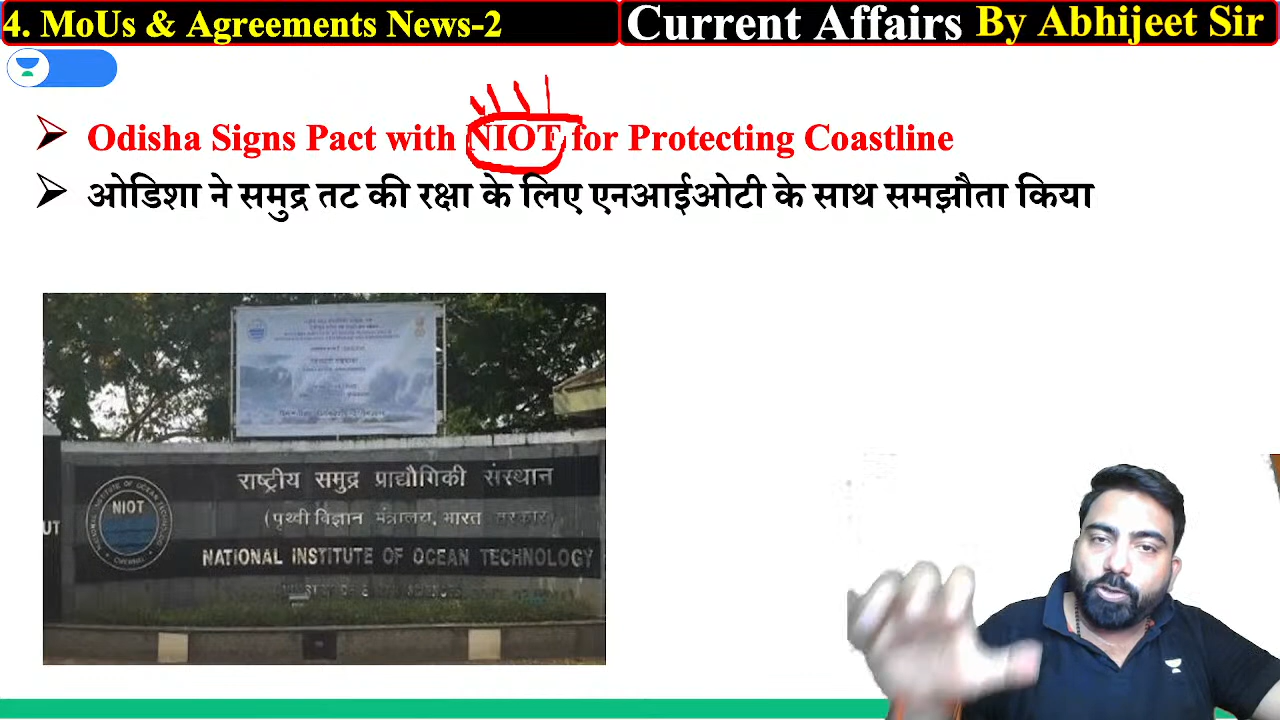 4. MoUs & Agreements News-2
Current Affairs By Abhijeet Sir
Odisha Signs Pact with NIOT for Protecting Coastline
ओडिशा ने समुद्र तट की रक्षा के लिए एनआईओटी के साथ समझौता किया
राष्ट्रीय समुद्र प्राद्यौगिकी संस्थान
NIOT
(पृथ्वी विज्ञान मंत्रालय, भारत सरकार)
UT
NATIONAL INSTITUTE OF OCEAN TECHNOLOGY